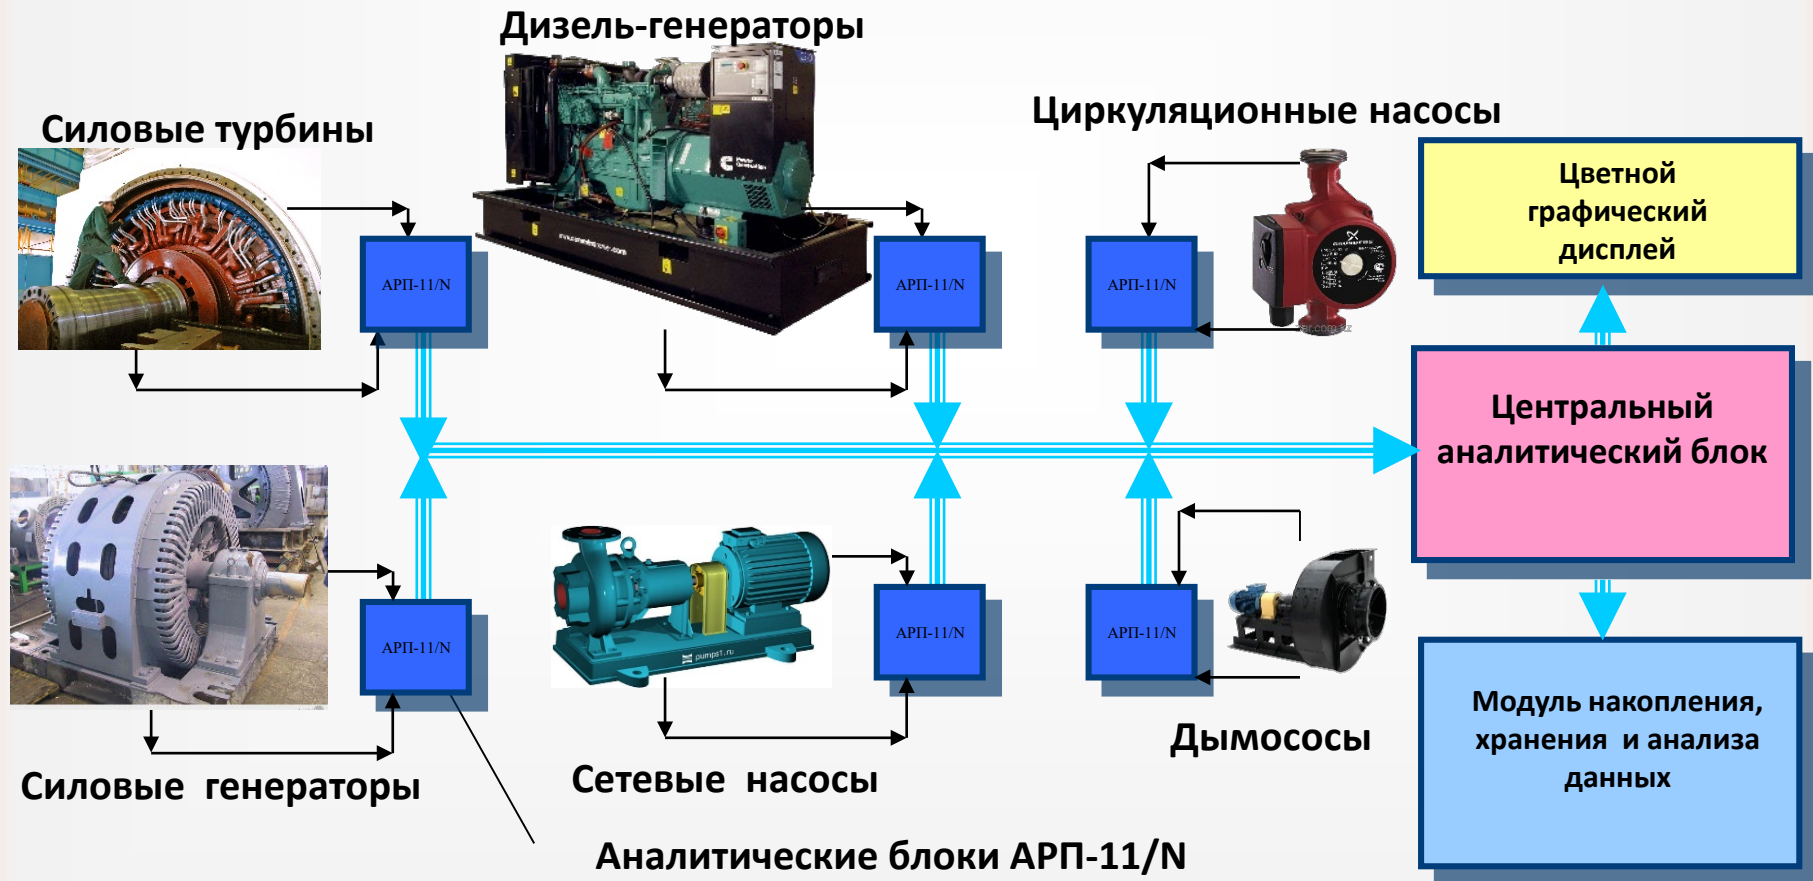 Дизель-генераторы
Силовые турбины
Циркуляционные насосы
Цветной
графический
дисплей
АРП-11/N
АРП-11/N
АРП-11/N
Центральный
аналитический блок
АРП-11/N
АРП-11/N
АРП-11/N
pumps1.ru
Модуль накопления,
хранения и анализа
данных
Дымососы
Силовые генераторы
Сетевые насосы
Аналитические блоки АРП-11/N